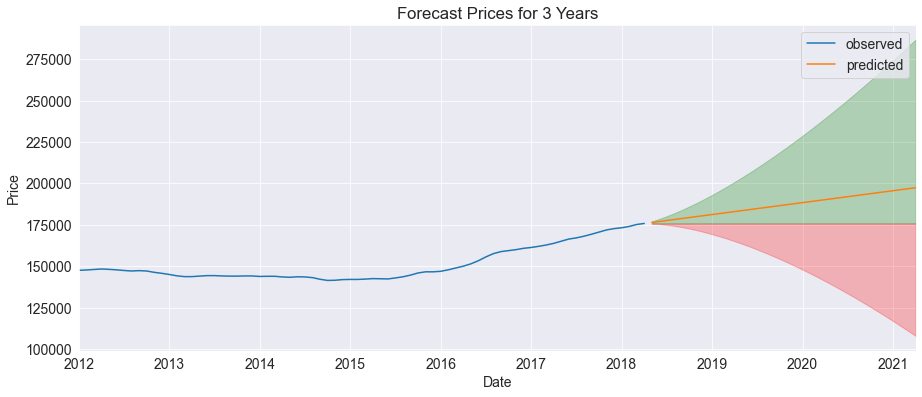 Forecast Prices for 3 Years
observed
predicted
275000
250000
225000
200000
175000
150000
125000
100000
Price
2012 2013 2014 2015 2016 2017 2018 2019 2020 2021
Date